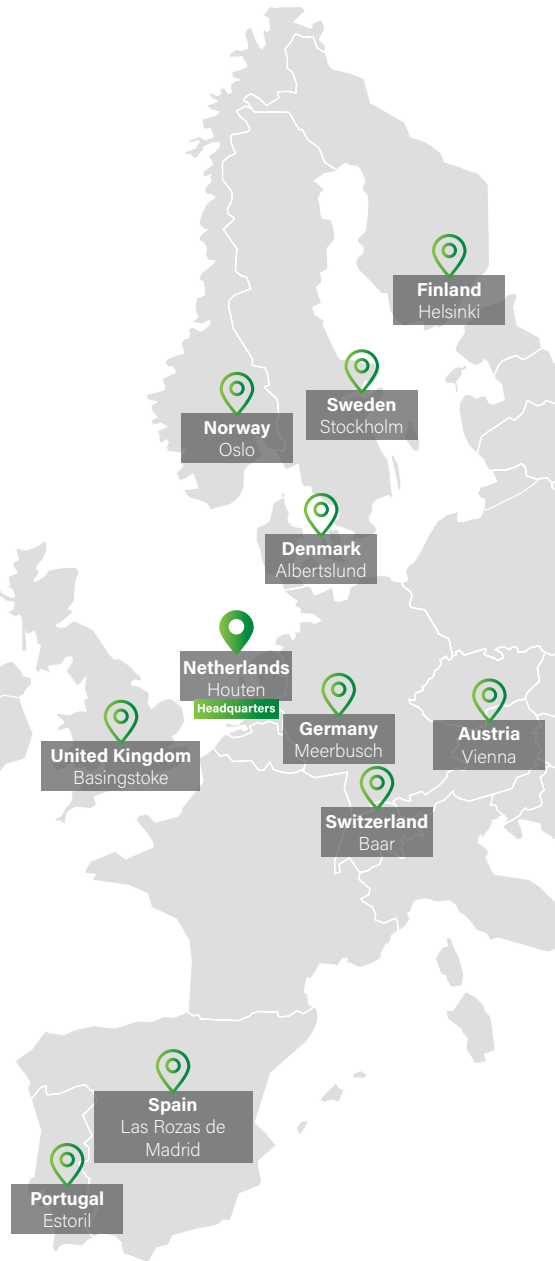 Finland
Helsinki
Sweden
Stockholm
Norway
Oslo
Denmark
Albertslund
Netherlands
Houten
Headquarters
Germany
Meerbusch
Austria
Vienna
United Kingdom
Basingstoke
Switzerland
Baar
Spain
Las Rozas de
Madrid
Portugal
Estoril